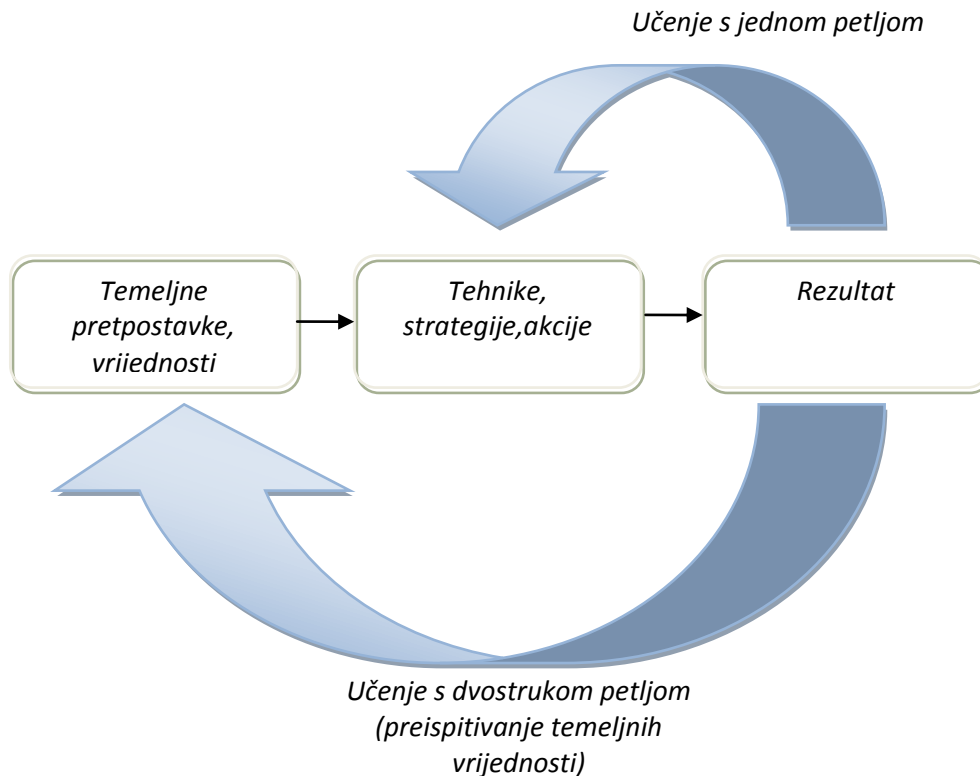 Učenje s jednom petljom
Temeljne
pretpostavke,
vriiednosti
Tehnike,
strategije,akcije
Rezultat
Učenje s dvostrukom petljom
(preispitivanje temeljnih
vrijednosti)